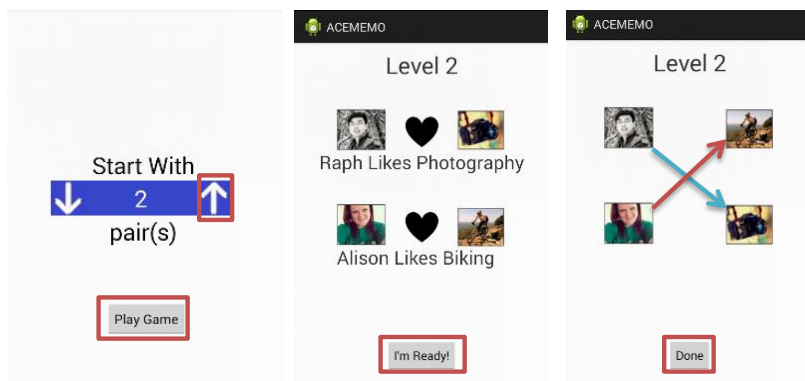 Start With
2
pair(s)
Play Game
ACEMEMO
Level 2
Raph Likes Photography
Alison Likes Biking
I'm Ready!
ACEMEMO
Level 2
Done